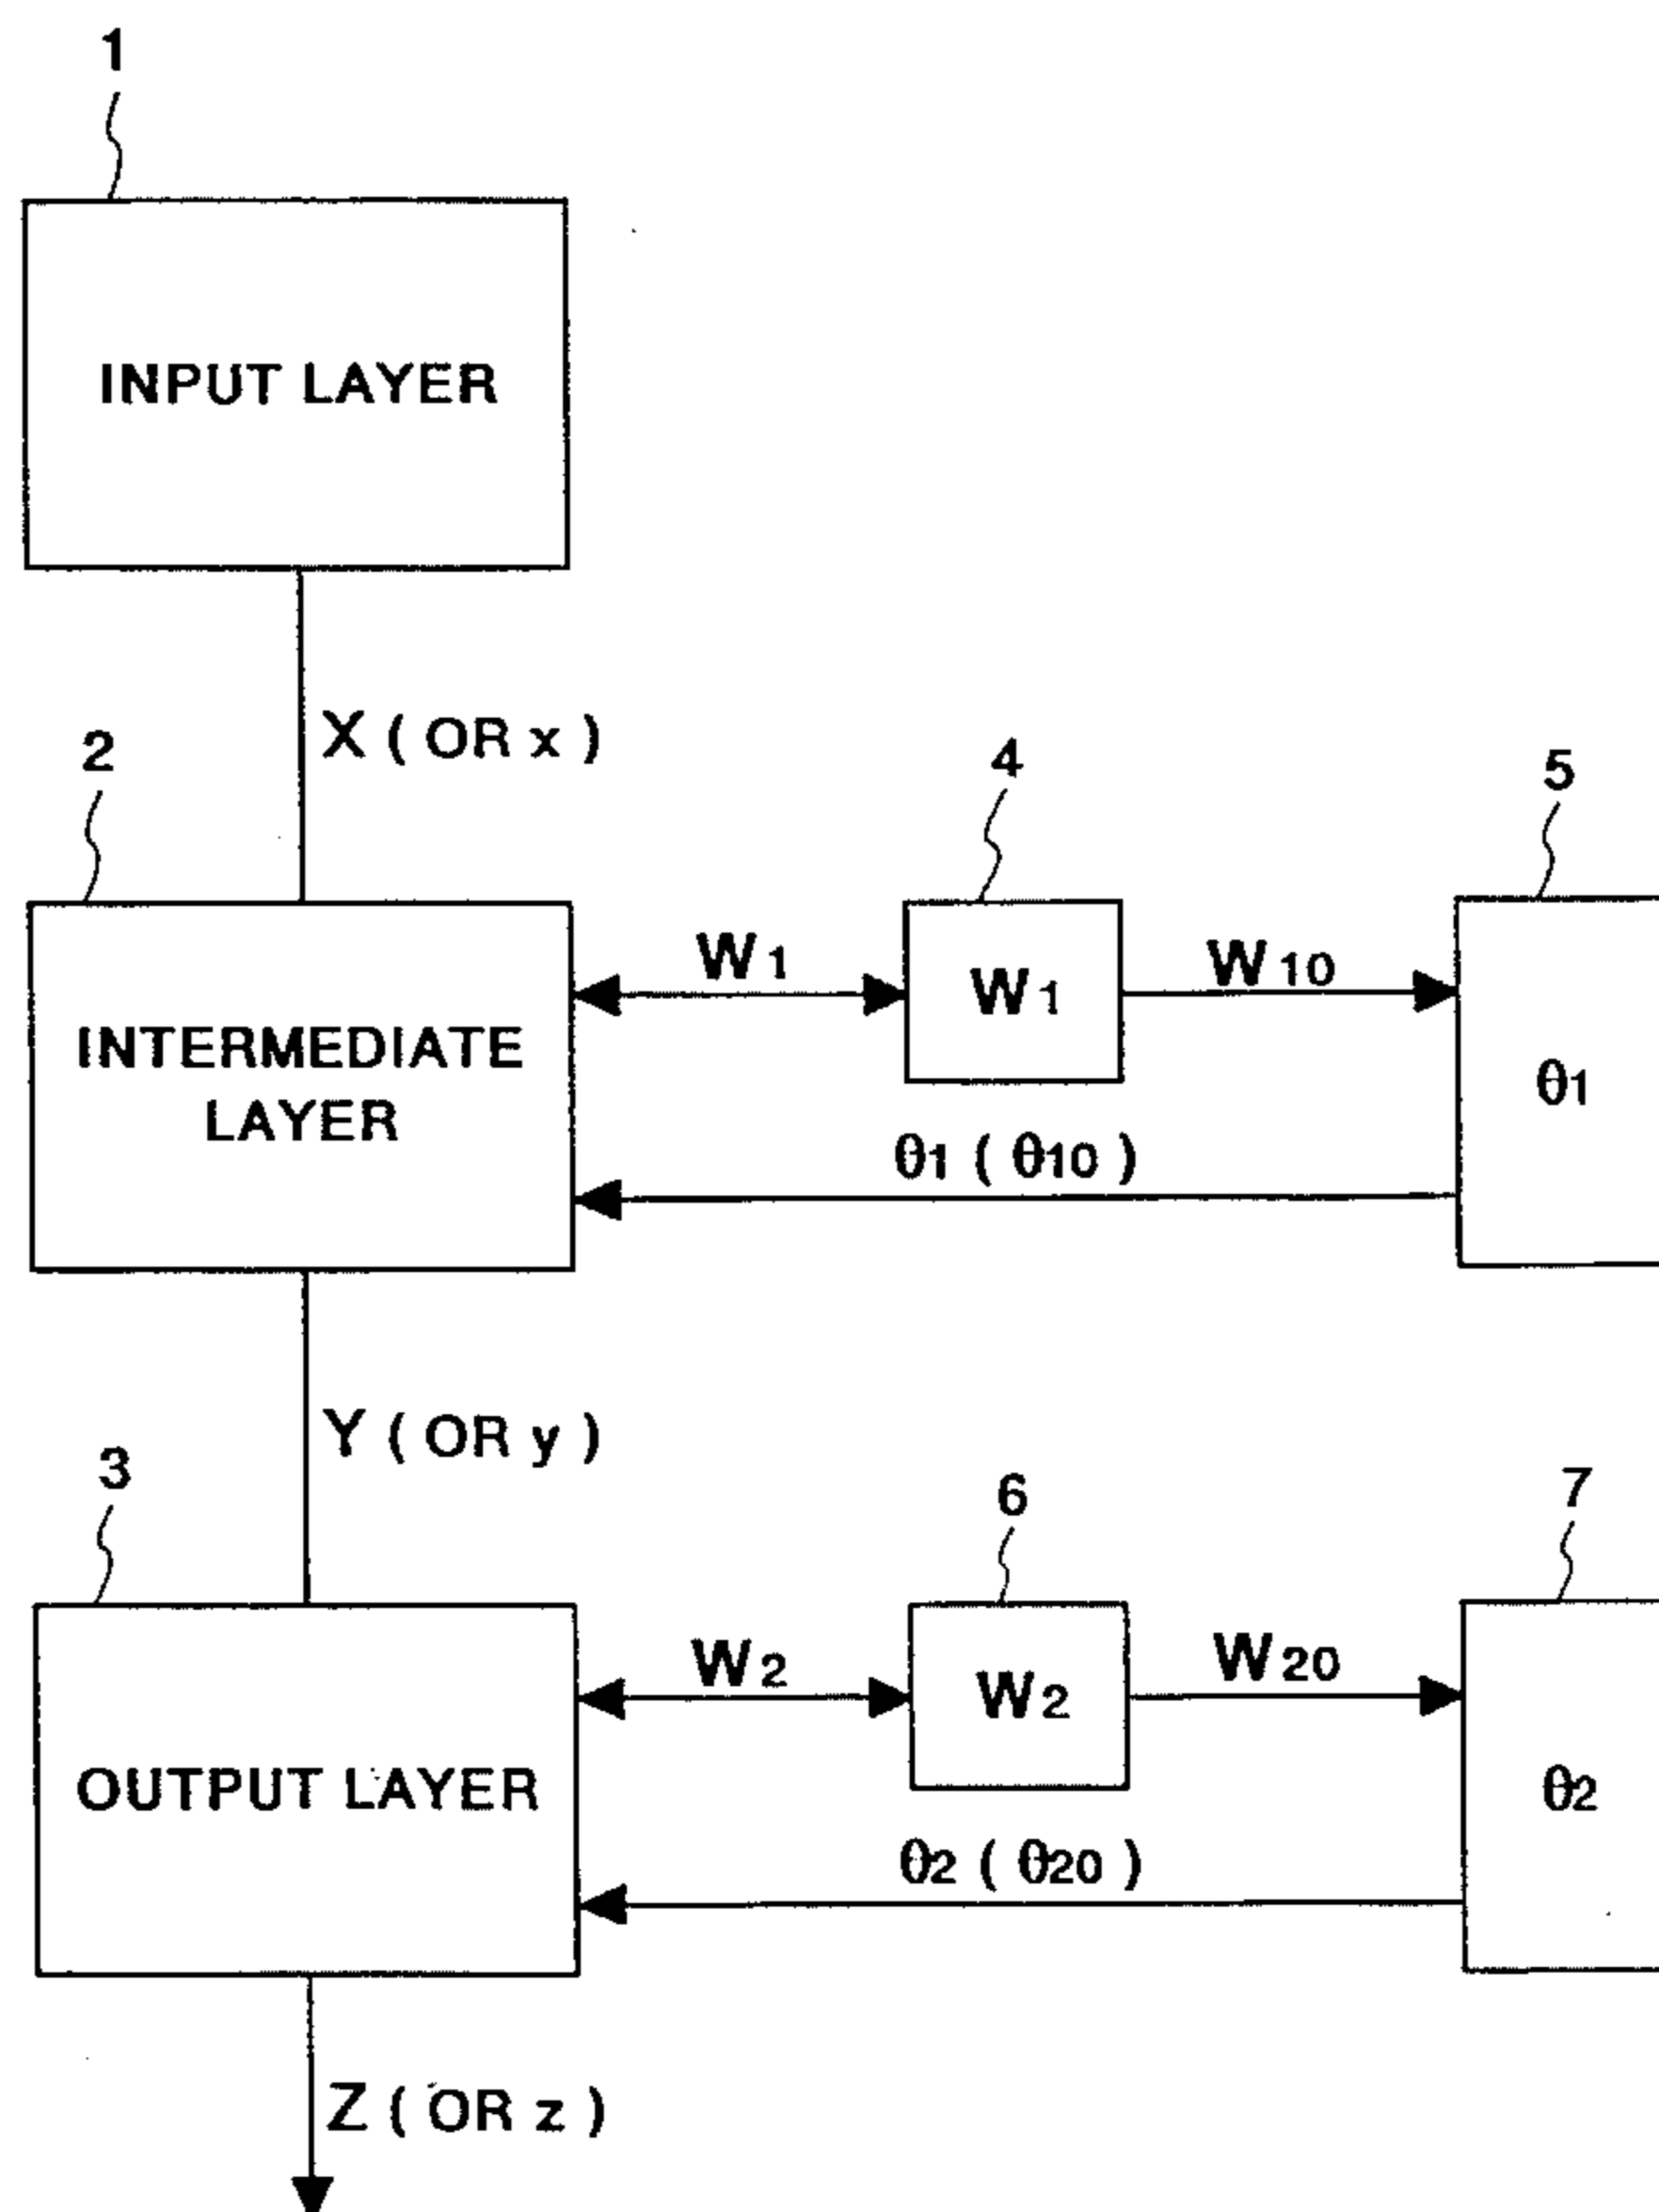 1
INPUT LAYER
X ( OR x )
2
4
5
INTERMEDIATE
LAYER
W1
W1
W10
θ1
θ1 ( θ10 )
Y ( OR y )
3
6
7
OUTPUT LAYER
W2
W2
W20
θ2
θ2 ( θ20 )
Z ( OR z )